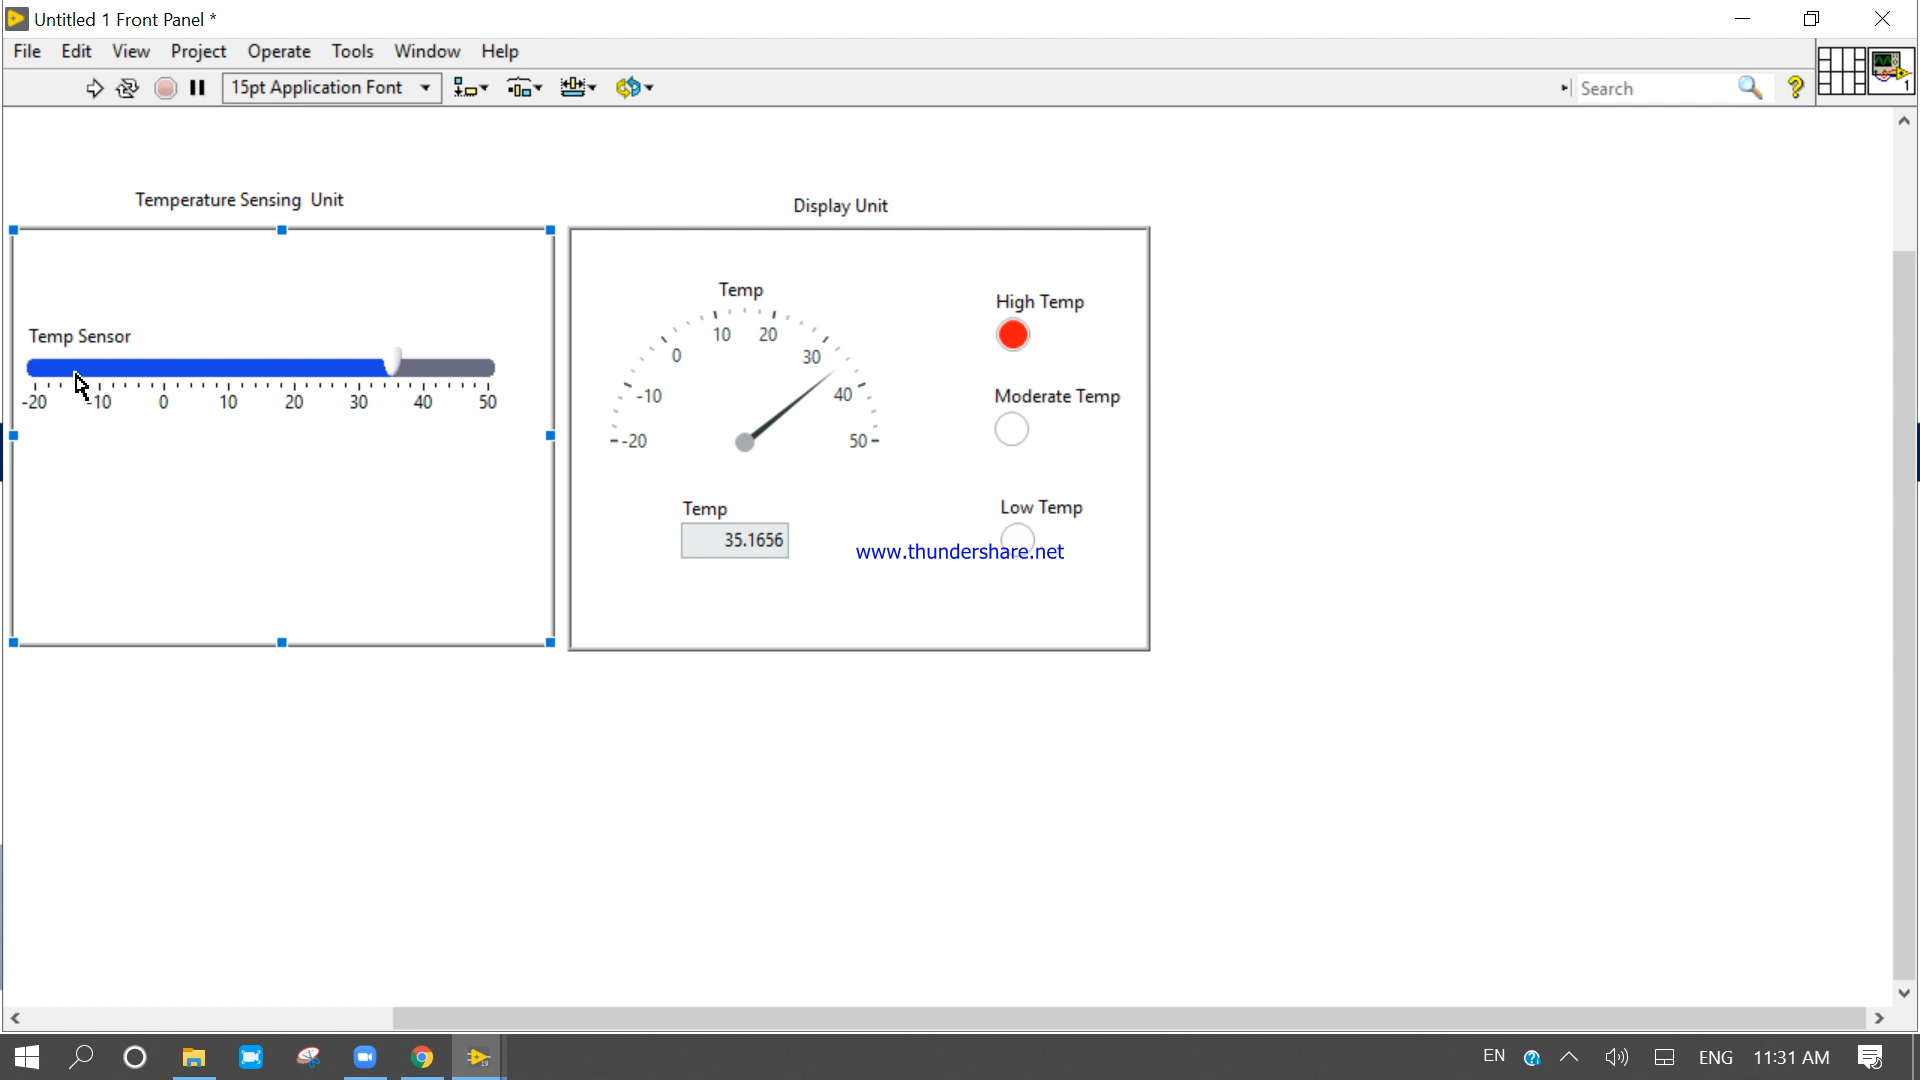 Untitled 1 Front Panel *
File Edit View Project Operate Tools Window Help
15pt Application Font
Search
1
Temperature Sensing Unit
Display Unit
Temp Sensor
-20 -10 0 10 20 30 40 50
Temp
-20 -10 0 10 20 30 40 50
Temp
35.1656
High Temp
Moderate Temp
Low Temp
www.thundershare.net
EN
ENG
11:31 AM